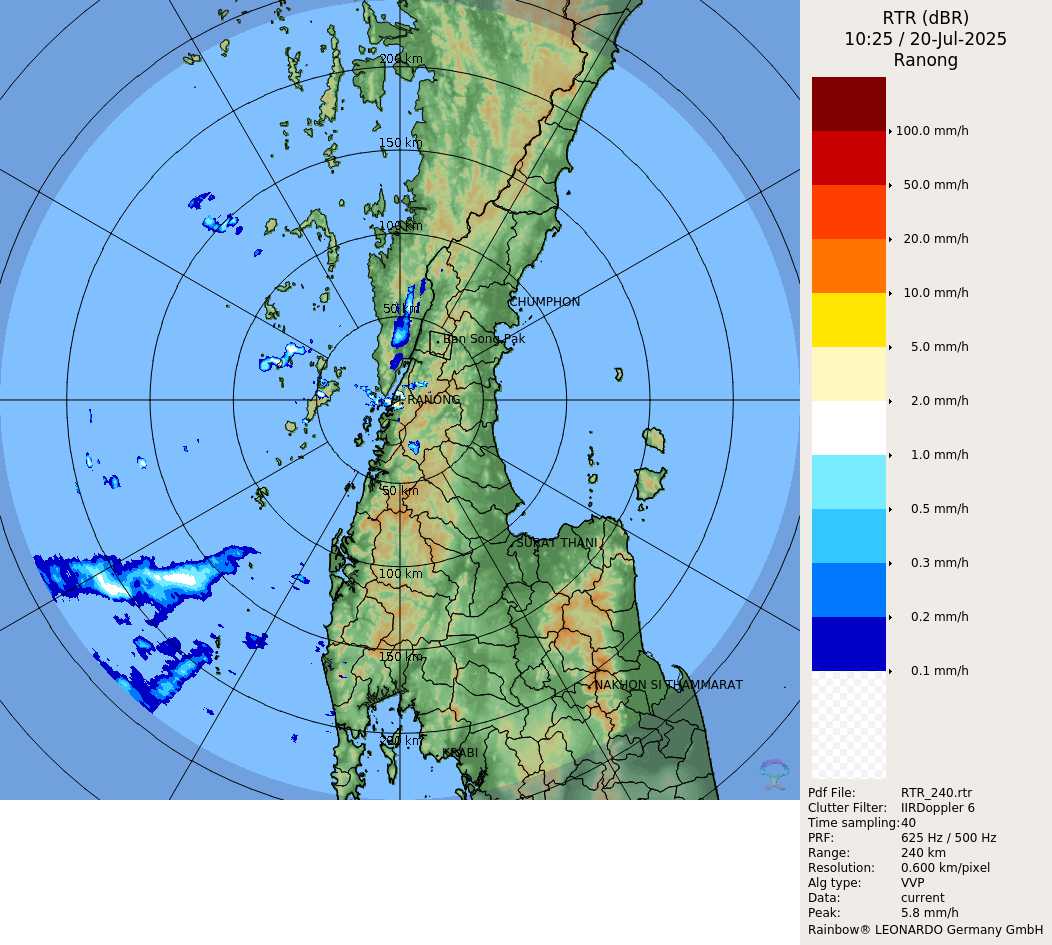 RTR (dBR)
10:25 / 20-Jul-2025
Ranong
200 km
150 km
100 km
50 km
CHUMPHON
Ban Song Pak
RANONG
50 km
SURAT THANI
100 km
150 km
NAKHON SI THAMMARAT
200 km
KRABI
100.0 mm/h
50.0 mm/h
20.0 mm/h
10.0 mm/h
5.0 mm/h
2.0 mm/h
1.0 mm/h
0.5 mm/h
0.3 mm/h
0.2 mm/h
0.1 mm/h
Pdf File: RTR_240.rtr
Clutter Filter: IIRDoppler 6
Time sampling:40
PRF: 625 Hz / 500 Hz
Range: 240 km
Resolution: 0.600 km/pixel
Alg type: VVP
Data: current
Peak: 5.8 mm/h
Rainbow® LEONARDO Germany GmbH